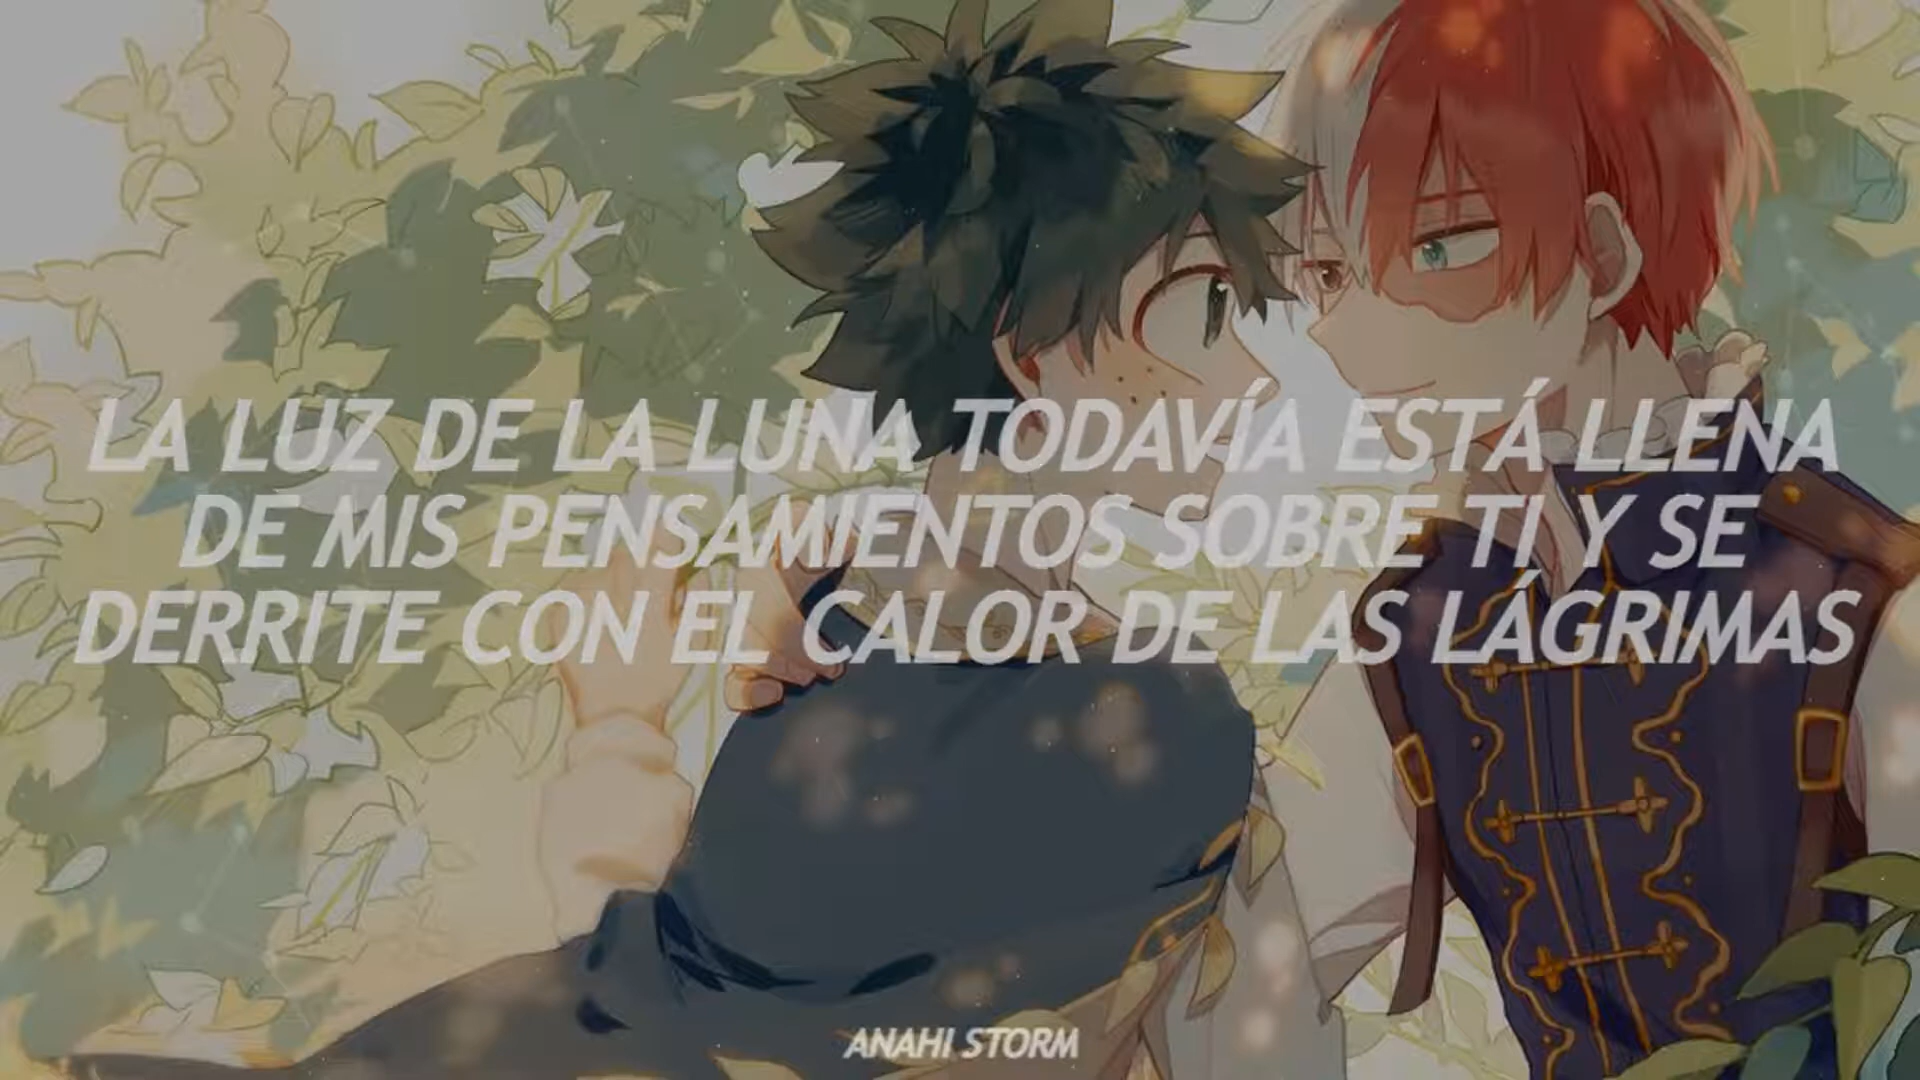 LA LUZ DE LA LUNA TODAVÍA ESTÁ LLENA
DE MIS PENSAMIENTOS SOBRE TI Y SE
DERRITE CON EL CALOR DE LAS LÁGRIMAS
ANAHI STORM